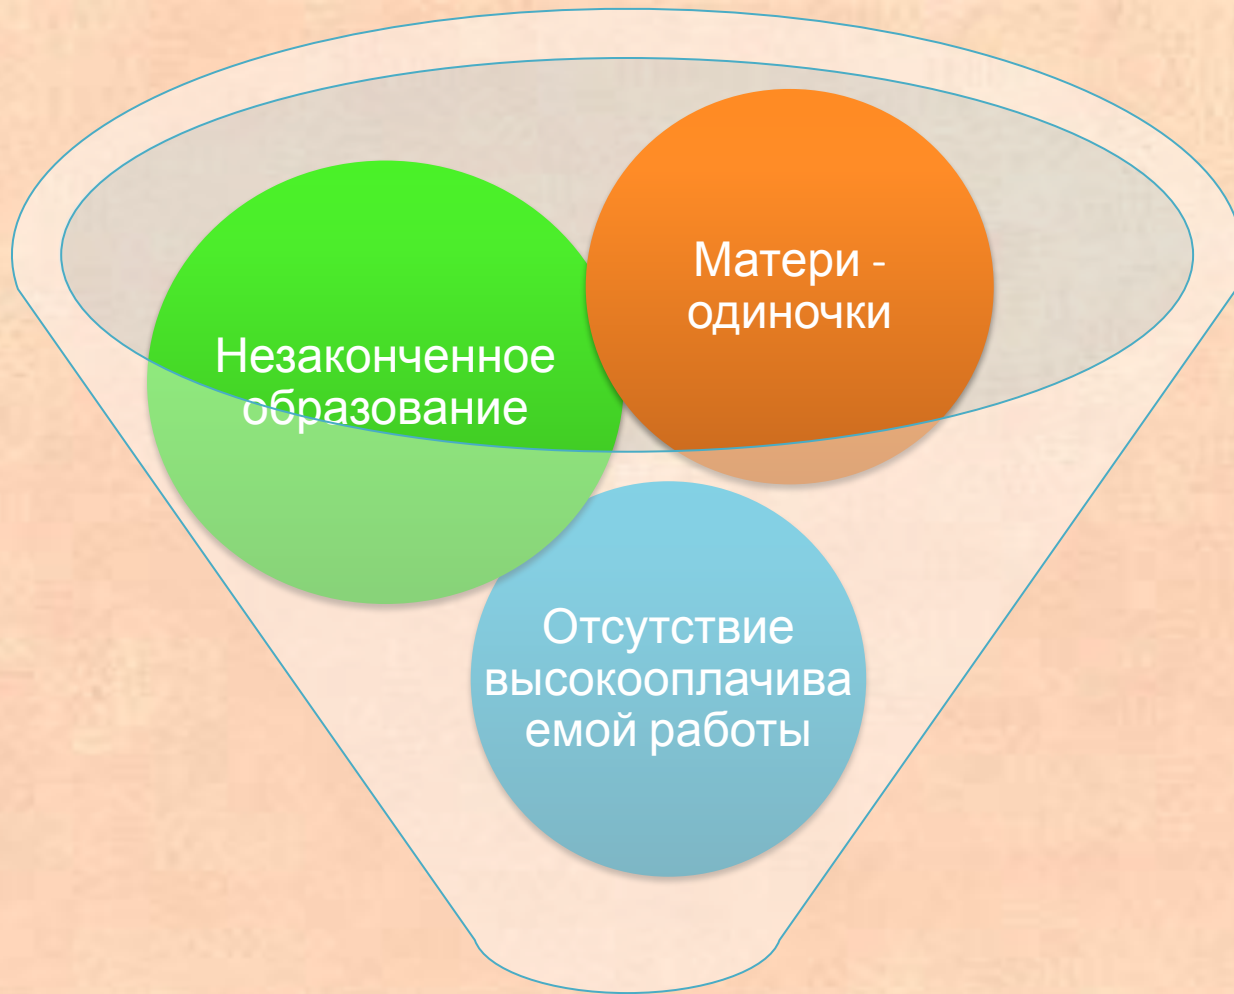 Матери -
одиночки
Незаконченное
образование
Отсутствие
высокооплачива
емой работы